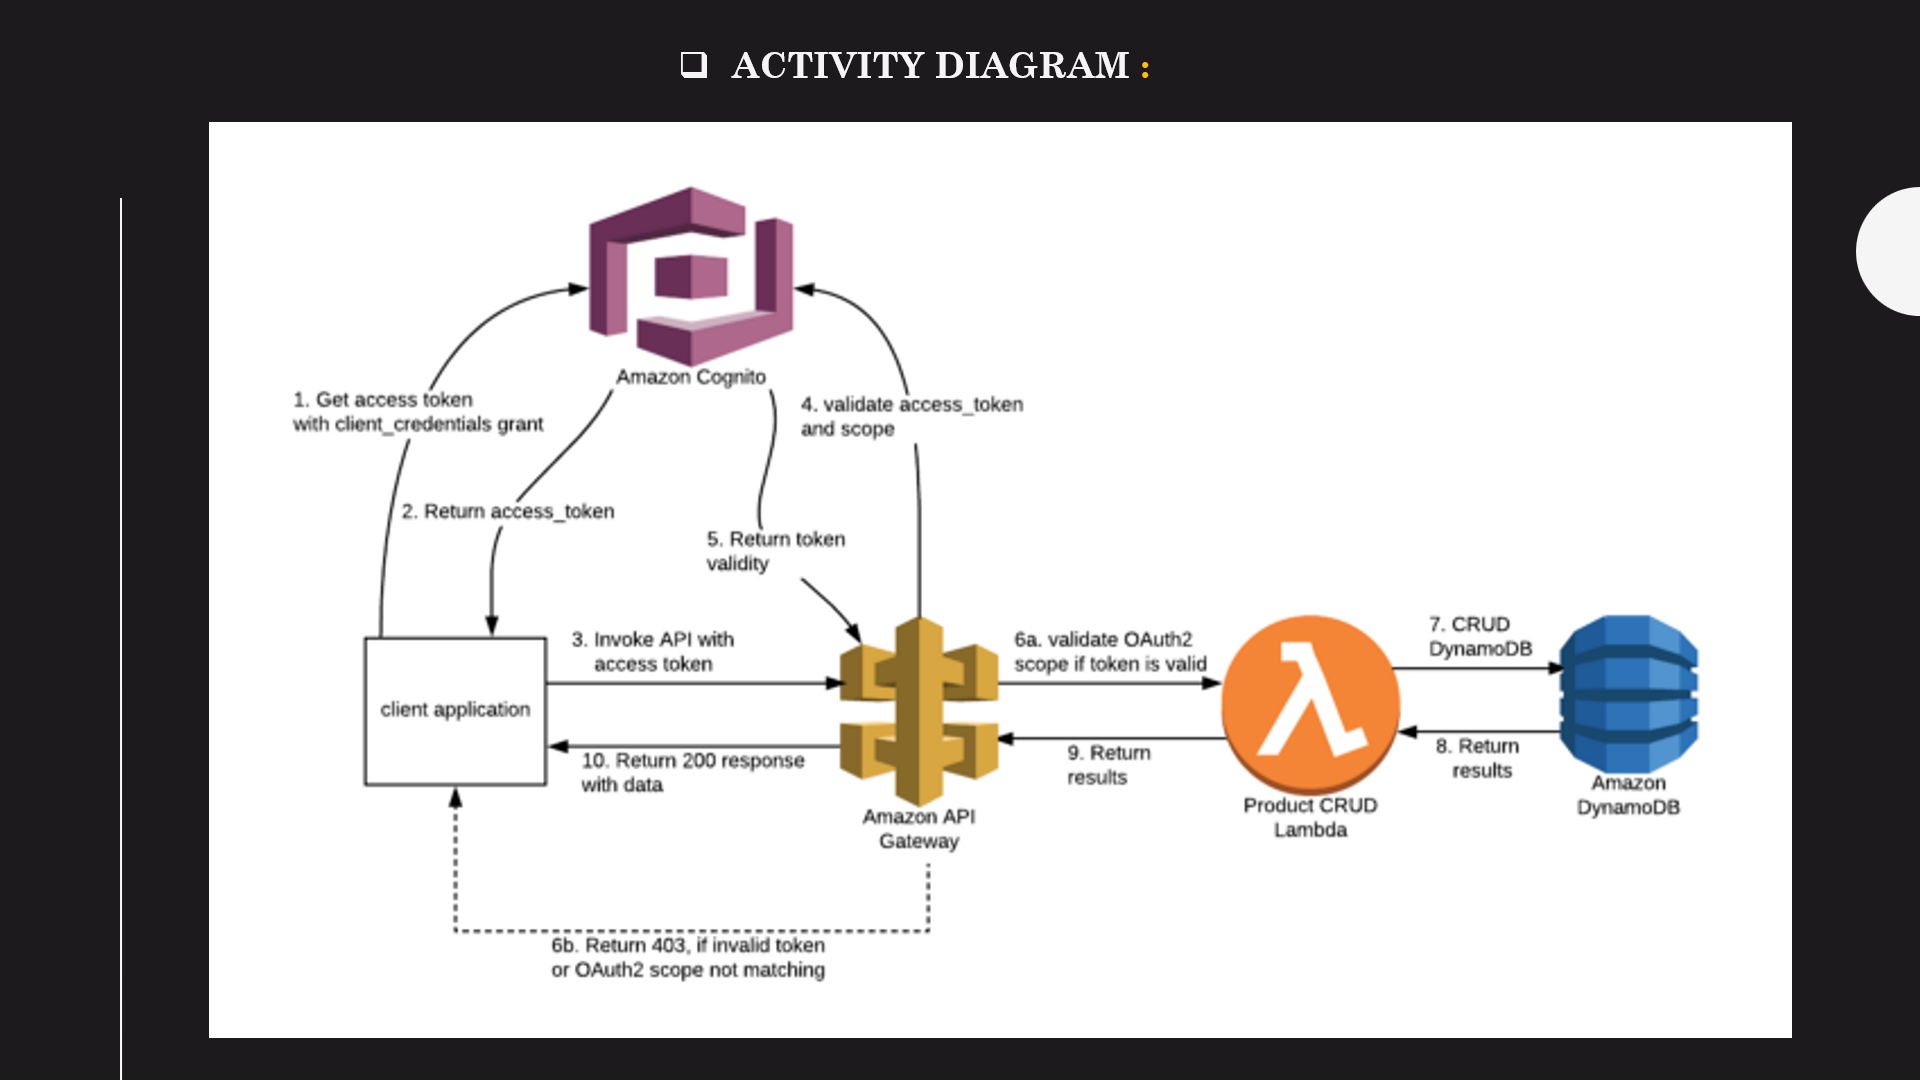 ACTIVITY DIAGRAM :
Amazon Cognito
1. Get access token
with client_credentials grant
4. validate access_token
and scope
2. Return access_token
5. Return token
validity
3. Invoke API with
access token
6a. validate OAuth2
scope if token is valid
7. CRUD
DynamoDB
client application
10. Return 200 response
with data
9. Return
results
8. Return
results
Amazon API
Gateway
Product CRUD
Lambda
Amazon
DynamoDB
6b. Return 403, if invalid token
or OAuth2 scope not matching